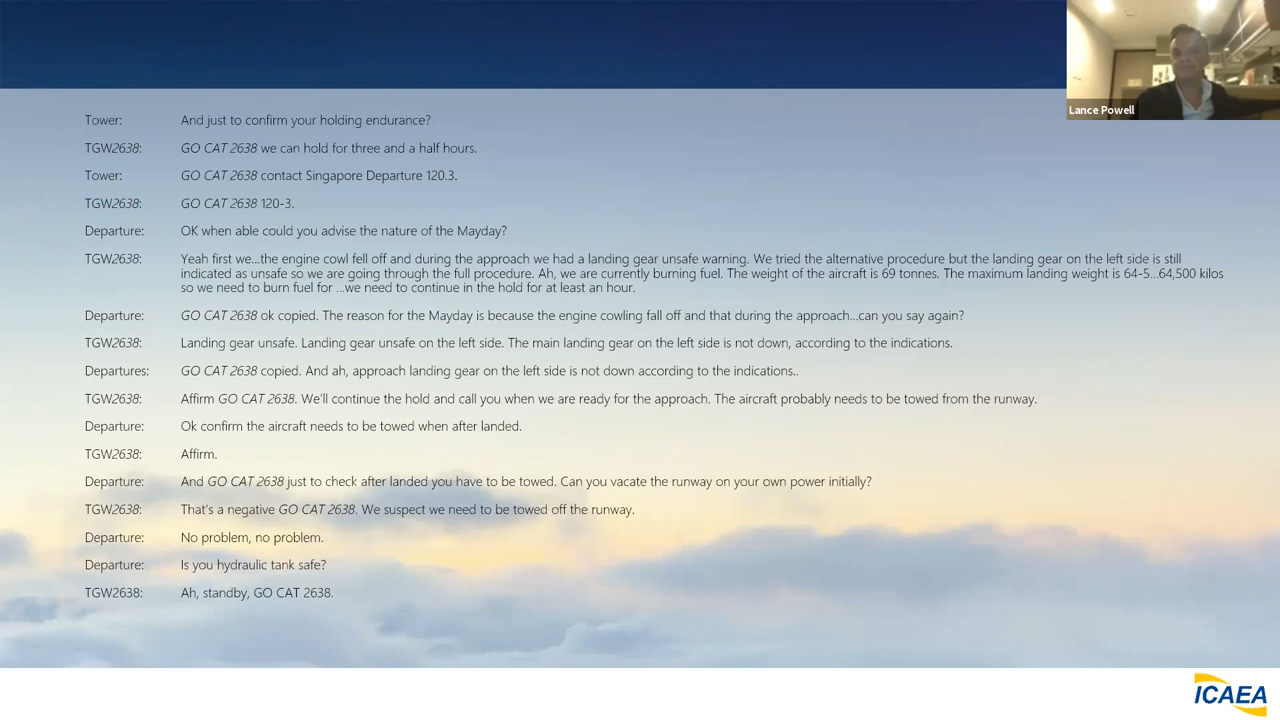 Lance Powell
Tower: And just to confirm your holding endurance?
TGW2638: GO CAT 2638 we can hold for three and a half hours.
Tower: GO CAT 2638 contact Singapore Departure 120.3.
TGW2638: GO CAT 2638 120-3.
Departure: OK when able could you advise the nature of the Mayday?
TGW2638: Yeah first we...the engine cowl fell off and during the approach we had a landing gear unsafe warning. We tried the alternative procedure but the landing gear on the left side is still
indicated as unsafe so we are going through the full procedure. Ah, we are currently burning fuel. The weight of the aircraft is 69 tonnes. The maximum landing weight is 64-5...64,500 kilos
so we need to burn fuel for ...we need to continue in the hold for at least an hour.
Departure: GO CAT 2638 ok copied. The reason for the Mayday is because the engine cowling fall off and that during the approach...can you say again?
TGW2638: Landing gear unsafe. Landing gear unsafe on the left side. The main landing gear on the left side is not down, according to the indications.
Departures: GO CAT 2638 copied. And ah, approach landing gear on the left side is not down according to the indications..
TGW2638: Affirm GO CAT 2638. We'll continue the hold and call you when we are ready for the approach. The aircraft probably needs to be towed from the runway.
Departure: Ok confirm the aircraft needs to be towed when after landed.
TGW2638: Affirm.
Departure: And GO CAT 2638 just to check after landed you have to be towed. Can you vacate the runway on your own power initially?
TGW2638: That's a negative GO CAT 2638. We suspect we need to be towed off the runway.
Departure: No problem, no problem.
Departure: Is you hydraulic tank safe?
TGW2638: Ah, standby, GO CAT 2638.
ICAEA